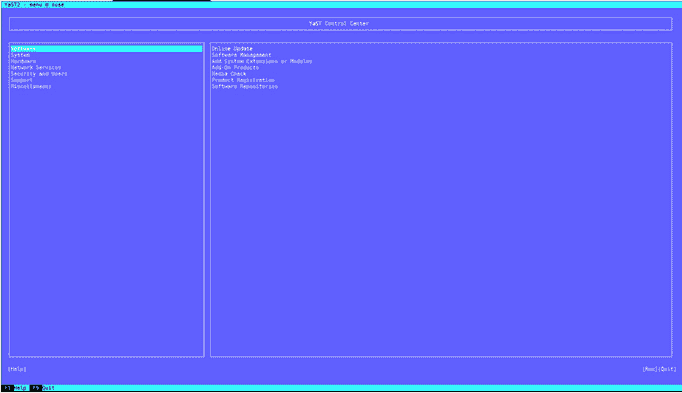 YaST2 - menu @ muse
YaST Control Center
Software
System
Hardware
Network Services
Security and Users
Support
Miscellaneous
Online Update
Software Management
Add System Extensions or Modules
Add-On Products
Media Check
Product Registration
Software Repositories
[Help]
[Run][Quit]
F1 Help F9 Quit